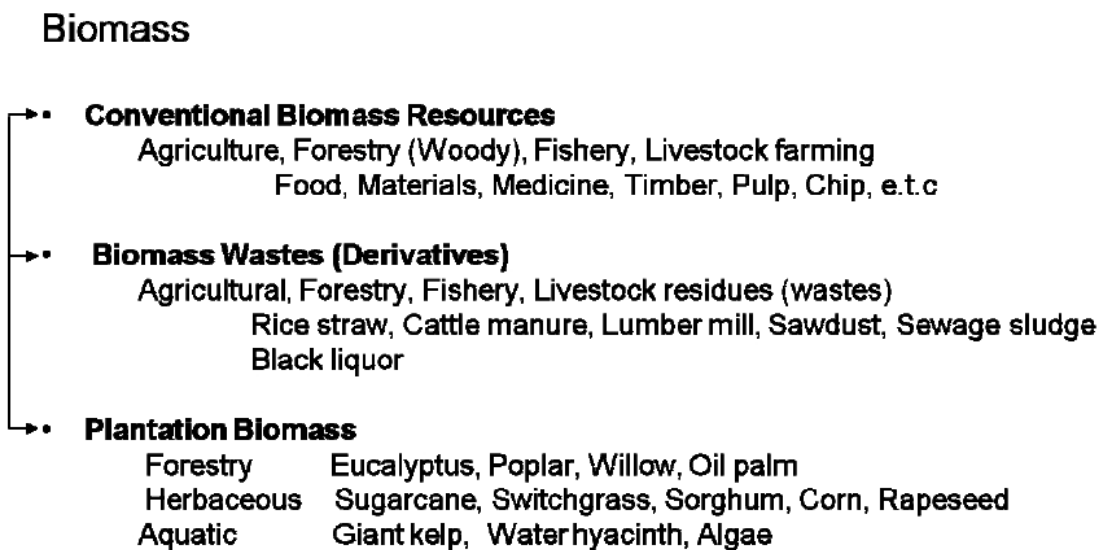 Biomass
• Conventional Biomass Resources
Agriculture, Forestry (Woody), Fishery, Livestock farming
Food, Materials, Medicine, Timber, Pulp, Chip, e.t.c
• Biomass Wastes (Derivatives)
Agricultural, Forestry, Fishery, Livestock residues (wastes)
Rice straw, Cattle manure, Lumber mill, Sawdust, Sewage sludge
Black liquor
• Plantation Biomass
Forestry Eucalyptus, Poplar, Willow, Oil palm
Herbaceous Sugarcane, Switchgrass, Sorghum, Corn, Rapeseed
Aquatic Giant kelp, Water hyacinth, Algae